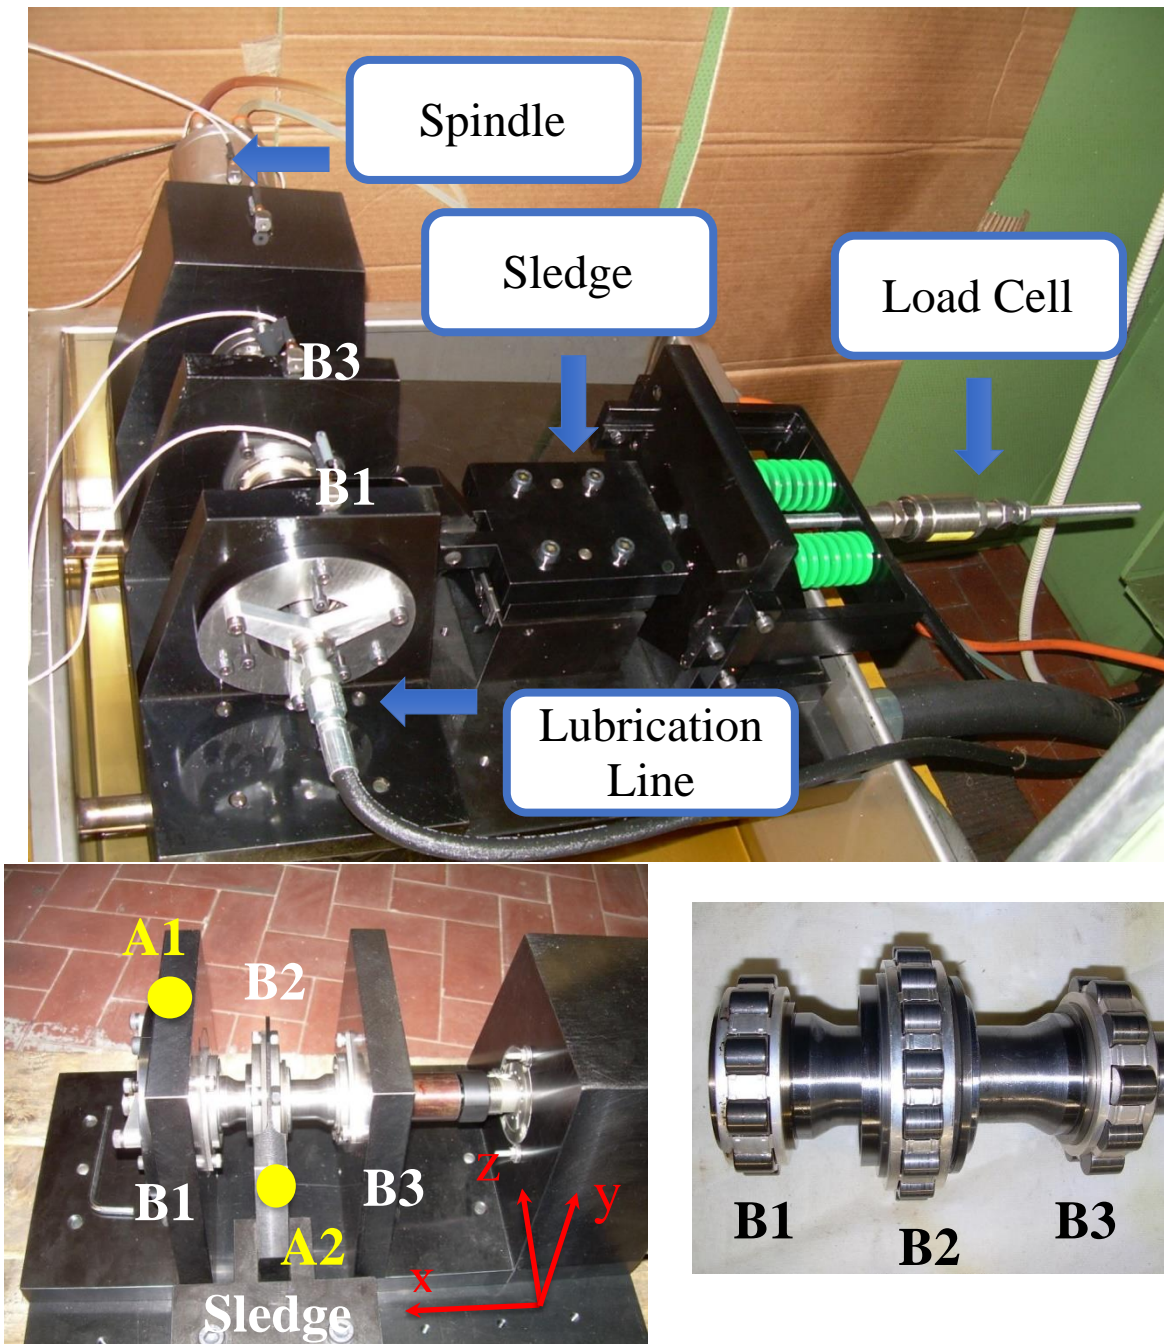 Spindle
Sledge
Load Cell
B3
B1
Lubrication
Line
A1
B2
B1
B3
z
y
A2
x
Sledge
B1
B2
B3